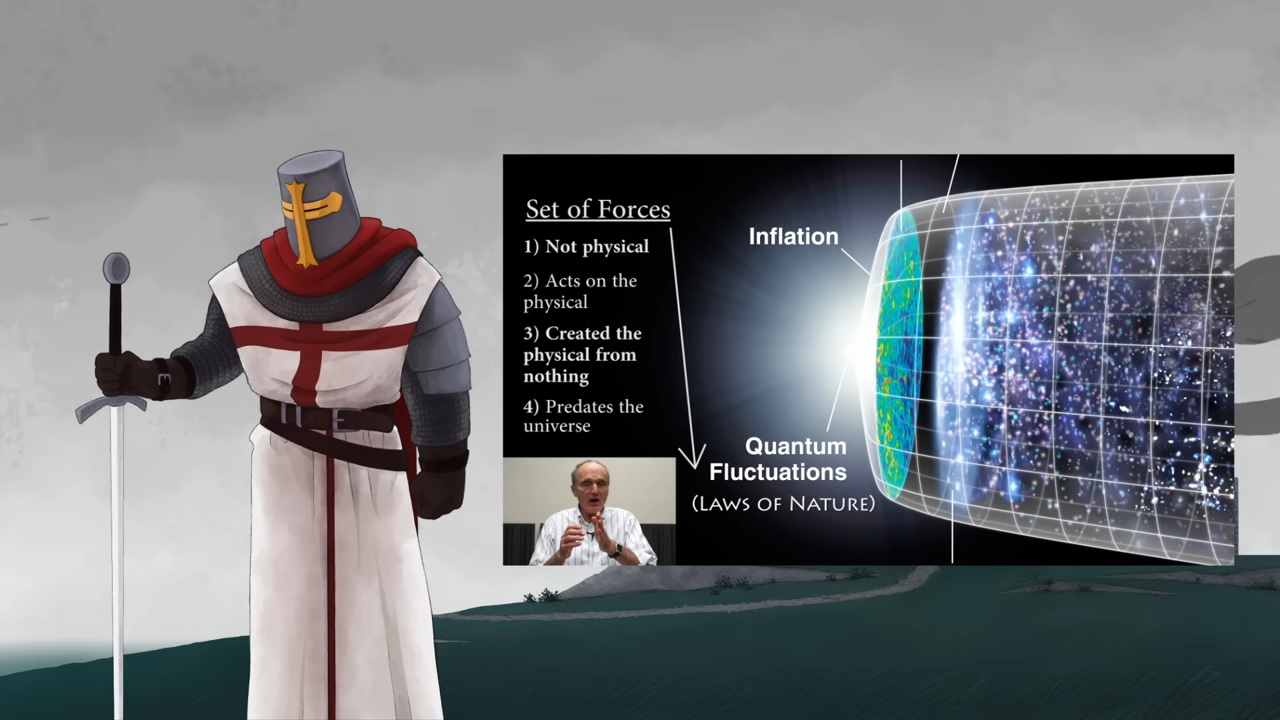 Set of Forces
1) Not physical
2) Acts on the
physical
3) Created the
physical from
nothing
4) Predates the
universe
Inflation
Quantum
Fluctuations
(Laws of Nature)